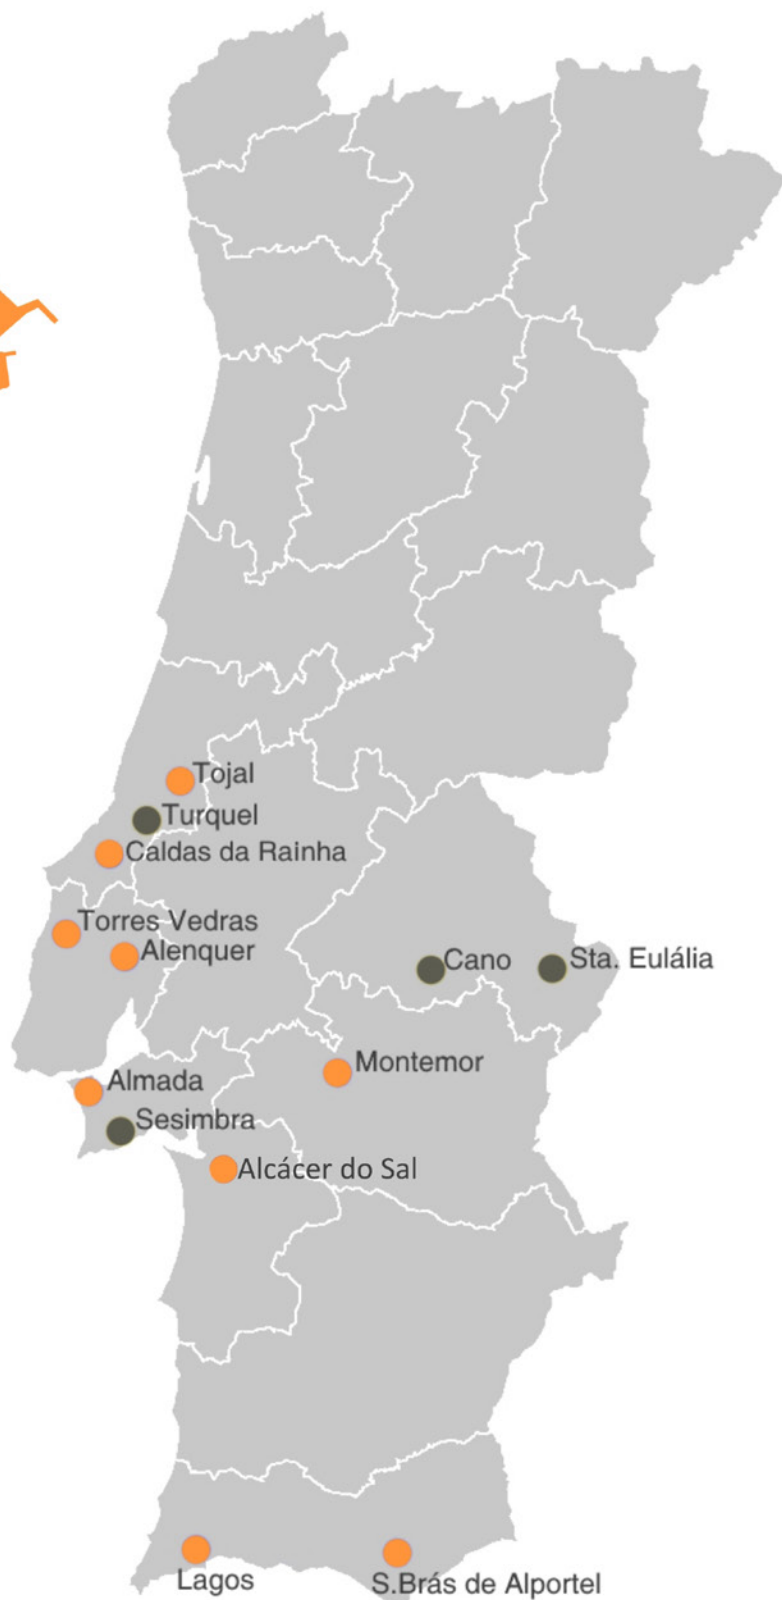 Tojal
Turquel
Caldas da Rainha
Torres Vedras
Alenquer
Cano
Sta. Eulália
Montemor
Almada
Sesimbra
Alcácer do Sal
Lagos
S.Brás de Alportel